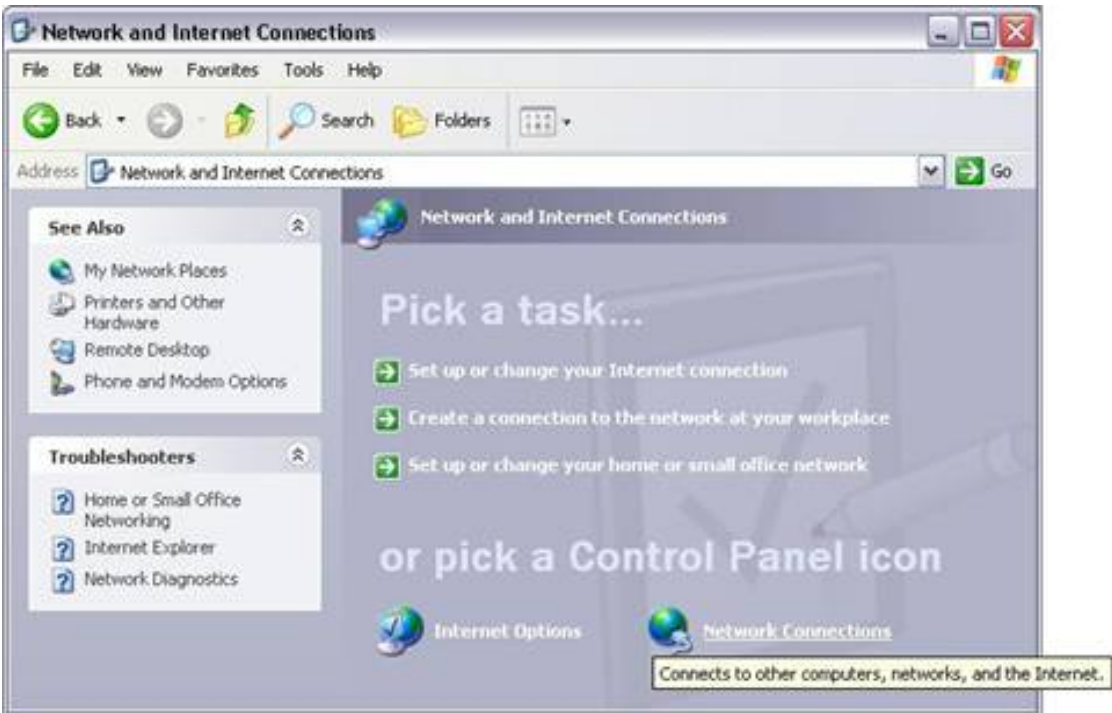 Network and Internet Connections
File Edit View Favorites Tools Help
Back Search Folders
Address Network and Internet Connections Go
See Also
My Network Places
Printers and Other
Hardware
Remote Desktop
Phone and Modem Options
Troubleshooters
Home or Small Office
Networking
Internet Explorer
Network Diagnostics
Network and Internet Connections
Pick a task...
Set up or change your Internet connection
Create a connection to the network at your workplace
Set up or change your home or small office network
or pick a Control Panel icon
Internet Options Network Connections
Connects to other computers, networks, and the Internet.